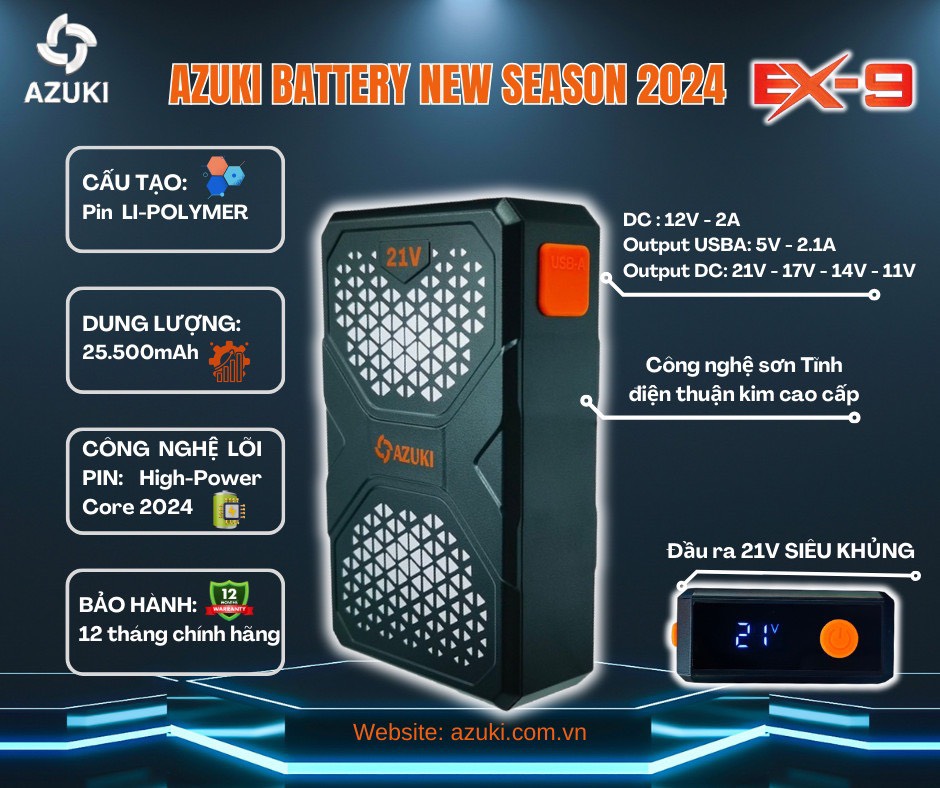 AZUKI
AZUKI BATTERY NEW SEASON 2024
EX-9
CẤU TẠO:
Pin LI-POLYMER
DUNG LƯỢNG:
25.500mAh
CÔNG NGHỆ LÕI
PIN: High-Power
Core 2024
BẢO HÀNH:
12
MONTHS
WARRANTY
12 tháng chính hãng
21V
USB-A
AZUKI
DC : 12V - 2A
Output USBA: 5V - 2.1A
Output DC: 21V - 17V - 14V - 11V
Công nghệ sơn Tĩnh
điện thuận kim cao cấp
Đầu ra 21V SIÊU KHỦNG
21V
Website: azuki.com.vn